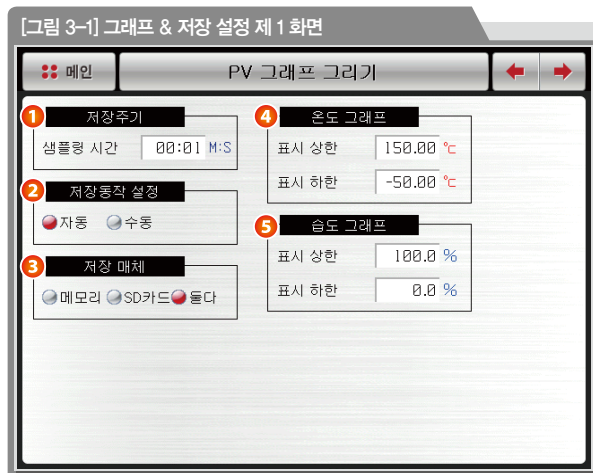 [그림 3-1] 그래프 & 저장 설정 제 1 화면
메인
PV 그래프 그리기
1 저장주기
샘플링 시간 00:01 M:S
2 저장동작 설정
자동 수동
3 저장 매체
메모리 SD카드 둘다
4 온도 그래프
표시 상한 150.00 ℃
표시 하한 -50.00 ℃
5 습도 그래프
표시 상한 100.0 %
표시 하한 0.0 %